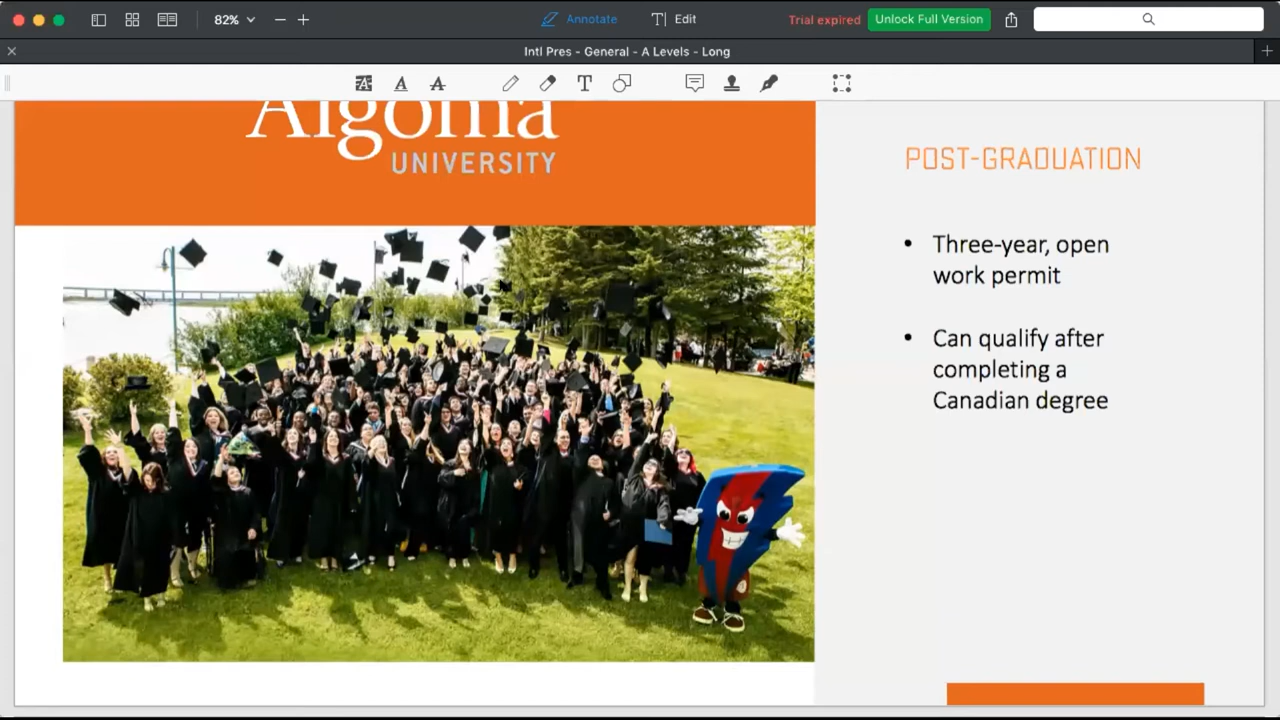 82%
Annotate
Edit
Trial expired
Unlock Full Version
Intl Pres - General - A Levels - Long
A
A
A
T
Algoma
UNIVERSITY
POST-GRADUATION
• Three-year, open
work permit
• Can qualify after
completing a
Canadian degree